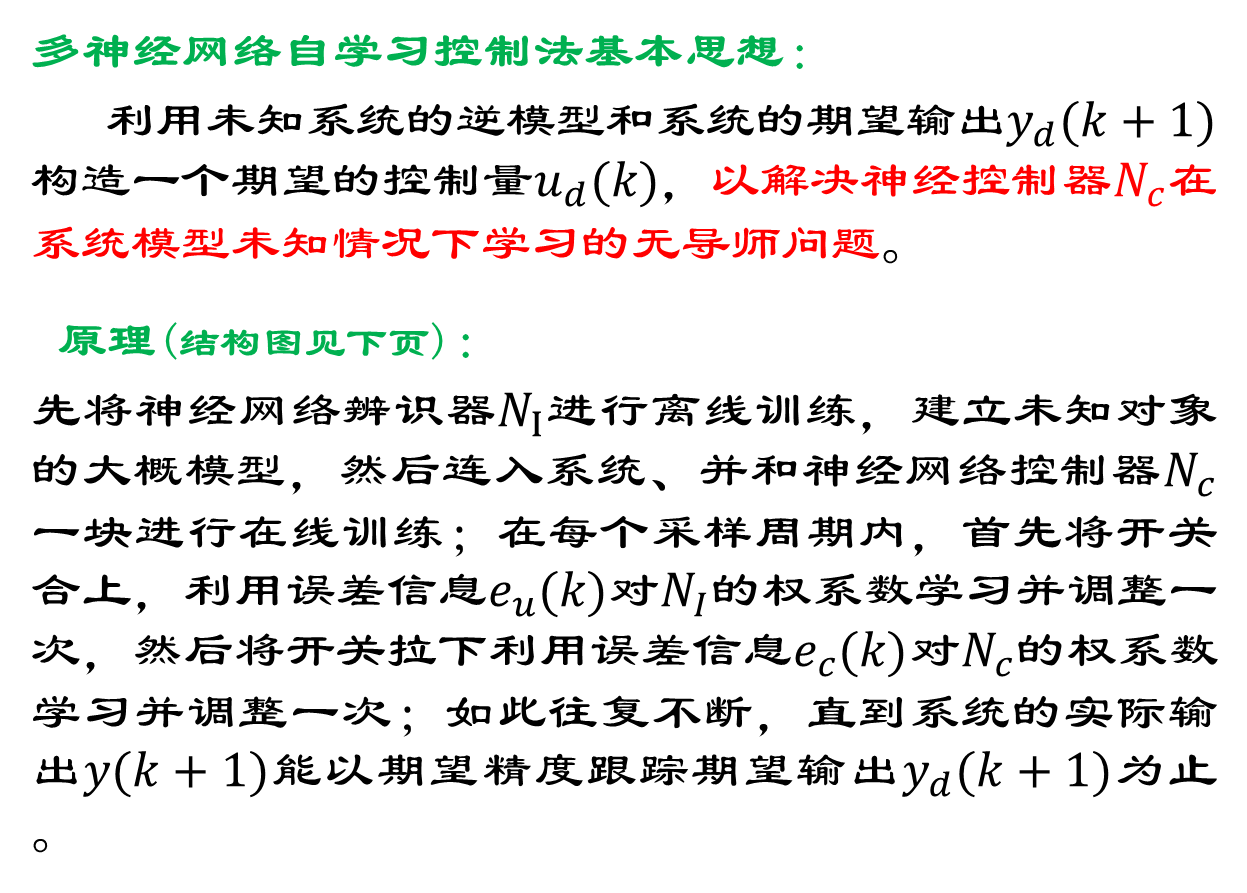 多神经网络自学习控制法基本思想：
利用未知系统的逆模型和系统的期望输出y_d(k + 1)
构造一个期望的控制量u_d(k)，以解决神经控制器N_c在
系统模型未知情况下学习的无导师问题。
原理(结构图见下页)：
先将神经网络辨识器N_I进行离线训练，建立未知对象
的大概模型，然后连入系统、并和神经网络控制器N_c
一块进行在线训练；在每个采样周期内，首先将开关
合上，利用误差信息e_u(k)对N_I的权系数学习并调整一
次，然后将开关拉下利用误差信息e_c(k)对N_c的权系数
学习并调整一次；如此往复不断，直到系统的实际输
出y(k + 1)能以期望精度跟踪期望输出y_d(k + 1)为止
。